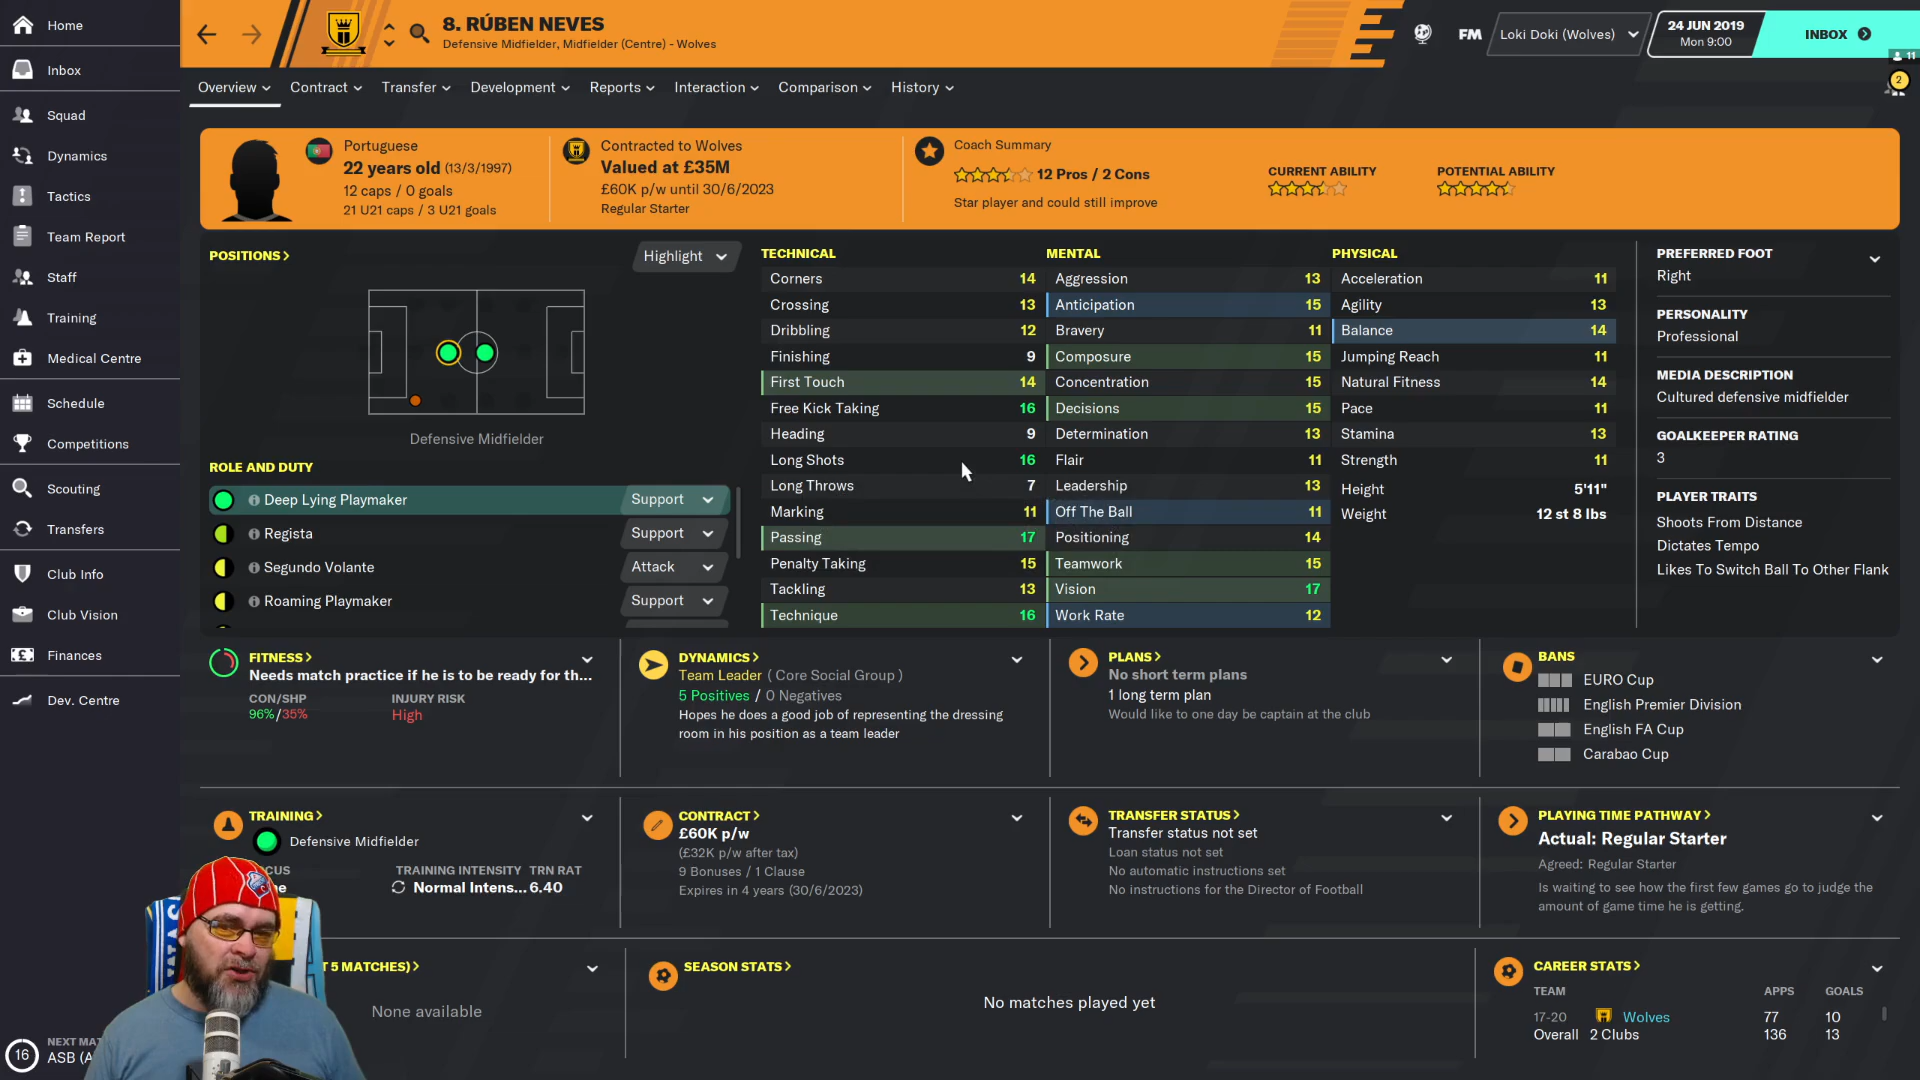 Home
Inbox
Squad
Dynamics
Tactics
Team Report
Staff
Training
Medical Centre
Schedule
Competitions
Scouting
Transfers
Club Info
Club Vision
Finances
Dev. Centre
16
NEXT MA
ASB (A
8. RÚBEN NEVES
Defensive Midfielder, Midfielder (Centre) - Wolves
FM
Loki Doki (Wolves)
24 JUN 2019
Mon 9:00
INBOX
11
2
Overview
Contract
Transfer
Development
Reports
Interaction
Comparison
History
Portuguese
22 years old (13/3/1997)
12 caps / 0 goals
21 U21 caps / 3 U21 goals
Contracted to Wolves
Valued at £35M
£60K p/w until 30/6/2023
Regular Starter
Coach Summary
12 Pros / 2 Cons
Star player and could still improve
CURRENT ABILITY
POTENTIAL ABILITY
POSITIONS
Highlight
Defensive Midfielder
ROLE AND DUTY
Deep Lying Playmaker Support
Regista Support
Segundo Volante Attack
Roaming Playmaker Support
TECHNICAL
Corners 14
Crossing 13
Dribbling 12
Finishing 9
First Touch 14
Free Kick Taking 16
Heading 9
Long Shots 16
Long Throws 7
Marking 11
Passing 17
Penalty Taking 15
Tackling 13
Technique 16
MENTAL
Aggression 13
Anticipation 15
Bravery 11
Composure 15
Concentration 15
Decisions 15
Determination 13
Flair 11
Leadership 13
Off The Ball 11
Positioning 14
Teamwork 15
Vision 17
Work Rate 12
PHYSICAL
Acceleration 11
Agility 13
Balance 14
Jumping Reach 11
Natural Fitness 14
Pace 11
Stamina 13
Strength 11
Height 5'11"
Weight 12 st 8 lbs
PREFERRED FOOT
Right
PERSONALITY
Professional
MEDIA DESCRIPTION
Cultured defensive midfielder
GOALKEEPER RATING
3
PLAYER TRAITS
Shoots From Distance
Dictates Tempo
Likes To Switch Ball To Other Flank
FITNESS
Needs match practice if he is to be ready for th...
CON/SHP
96%/35%
INJURY RISK
High
DYNAMICS
Team Leader ( Core Social Group )
5 Positives / 0 Negatives
Hopes he does a good job of representing the dressing
room in his position as a team leader
PLANS
No short term plans
1 long term plan
Would like to one day be captain at the club
BANS
EURO Cup
English Premier Division
English FA Cup
Carabao Cup
TRAINING
Defensive Midfielder
CUS
ne
TRAINING INTENSITY
Normal Intens...
TRN RAT
6.40
CONTRACT
£60K p/w
(£32K p/w after tax)
9 Bonuses / 1 Clause
Expires in 4 years (30/6/2023)
TRANSFER STATUS
Transfer status not set
Loan status not set
No automatic instructions set
No instructions for the Director of Football
PLAYING TIME PATHWAY
Actual: Regular Starter
Agreed: Regular Starter
Is waiting to see how the first few games go to judge the
amount of game time he is getting.
T 5 MATCHES)
None available
SEASON STATS
No matches played yet
CAREER STATS
TEAM APPS GOALS
17-20 Wolves 77 10
Overall 2 Clubs 136 13